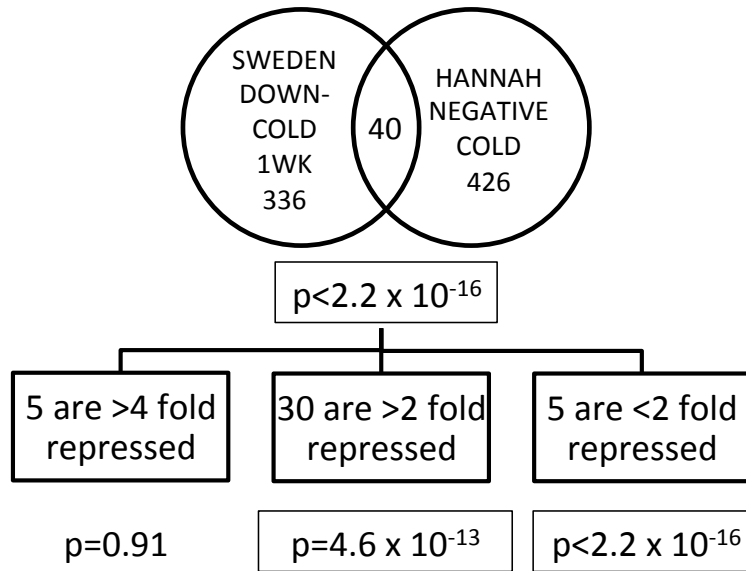 SWEDEN
DOWN-
COLD
1WK
336
40
HANNAH
NEGATIVE
COLD
426
p<2.2 x 10⁻¹⁶
5 are >4 fold
repressed
30 are >2 fold
repressed
5 are <2 fold
repressed
p=0.91
p=4.6 x 10⁻¹³
p<2.2 x 10⁻¹⁶